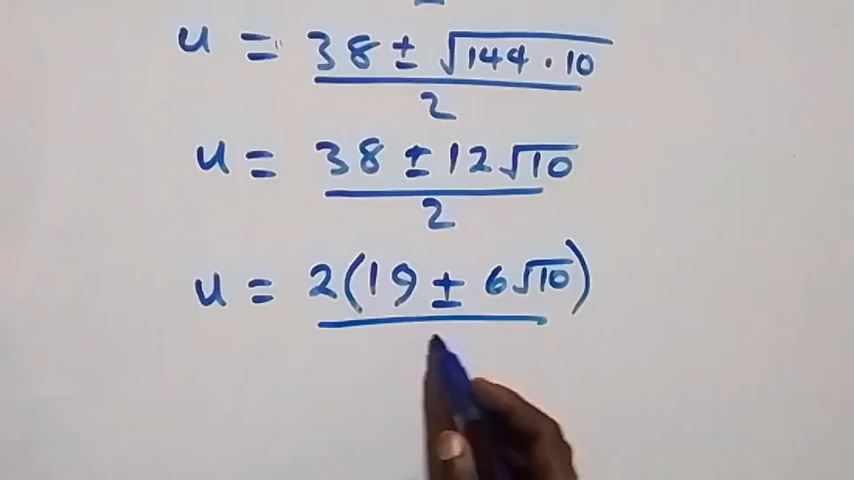 u = 38 ± √144 · 10
2
u = 38 ± 12√10
2
u = 2(19 ± 6√10)